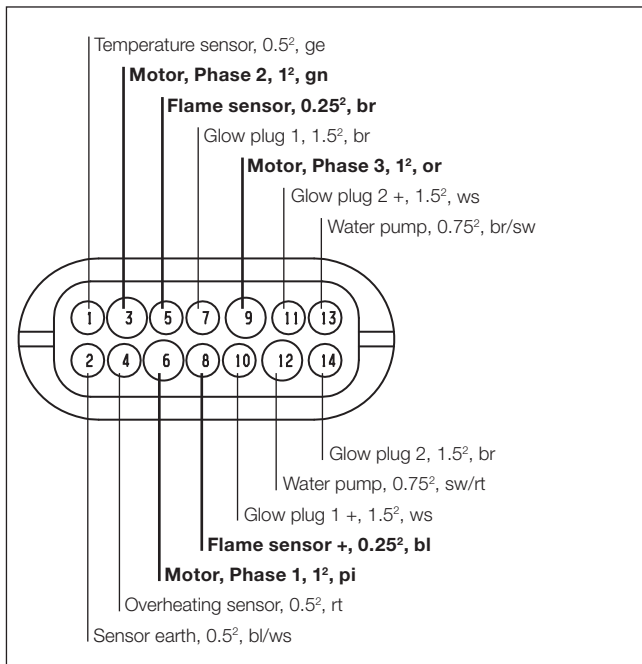 Temperature sensor, 0.5², ge
Motor, Phase 2, 1², gn
Flame sensor, 0.25², br
Glow plug 1, 1.5², br
Motor, Phase 3, 1², or
Glow plug 2 +, 1.5², ws
Water pump, 0.75², br/sw
1 3 5 7 9 11 13
2 4 6 8 10 12 14
Glow plug 2, 1.5², br
Water pump, 0.75², sw/rt
Glow plug 1 +, 1.5², ws
Flame sensor +, 0.25², bl
Motor, Phase 1, 1², pi
Overheating sensor, 0.5², rt
Sensor earth, 0.5², bl/ws